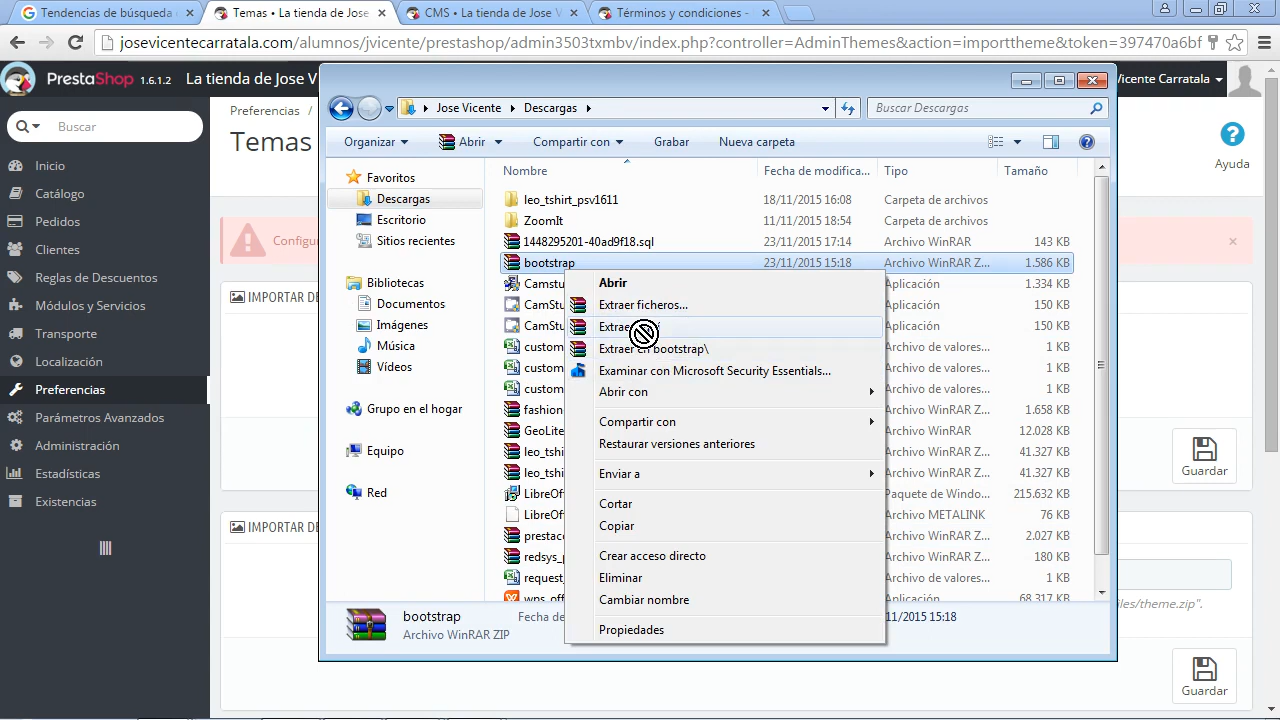 Tendencias de búsqueda
Temas • La tienda de Jose
CMS • La tienda de Jose V
Términos y condiciones -
josevicentecarratala.com/alumnos/jvicente/prestashop/admin3503txmbv/index.php?controller=AdminThemes&action=importtheme&token=397470a6bf
PrestaShop 1.6.1.2 La tienda de Jose V
Vicente Carratala
Buscar
Inicio
Catálogo
Pedidos
Clientes
Reglas de Descuentos
Módulos y Servicios
Transporte
Localización
Preferencias
Parámetros Avanzados
Administración
Estadísticas
Existencias
Preferencias /
Temas
Ayuda
IMPORTAR DE
Guardar
IMPORTAR DE
files/theme.zip".
Guardar
Jose Vicente Descargas
Buscar Descargas
Organizar Abrir Compartir con Grabar Nueva carpeta
Favoritos
Descargas
Escritorio
Sitios recientes
Bibliotecas
Documentos
Imágenes
Música
Vídeos
Grupo en el hogar
Equipo
Red
Nombre Fecha de modifica... Tipo Tamaño
leo_tshirt_psv1611 18/11/2015 16:08 Carpeta de archivos
ZoomIt 11/11/2015 18:54 Carpeta de archivos
1448295201-40ad9f18.sql 23/11/2015 17:14 Archivo WinRAR 143 KB
bootstrap 23/11/2015 15:18 Archivo WinRAR Z... 1.586 KB
Camstu Aplicación 1.334 KB
CamStu Aplicación 150 KB
CamStu Aplicación 150 KB
custom Archivo de valores... 1 KB
custom Archivo de valores... 1 KB
custom Archivo de valores... 1 KB
fashion Archivo WinRAR Z... 1.658 KB
GeoLite Archivo WinRAR 12.028 KB
leo_tshi Archivo WinRAR Z... 41.327 KB
leo_tshi Archivo WinRAR Z... 41.327 KB
LibreOf Paquete de Windo... 215.632 KB
LibreOf Archivo METALINK 76 KB
prestac Archivo WinRAR Z... 2.027 KB
redsys_p Archivo WinRAR Z... 180 KB
request_ Archivo de valores... 1 KB
wps_off Aplicación 68.317 KB
Abrir
Extraer ficheros...
Extraer en bootstrap\
Examinar con Microsoft Security Essentials...
Abrir con
Compartir con
Restaurar versiones anteriores
Enviar a
Cortar
Copiar
Crear acceso directo
Eliminar
Cambiar nombre
Propiedades
bootstrap Fecha de 11/2015 15:18
Archivo WinRAR ZIP